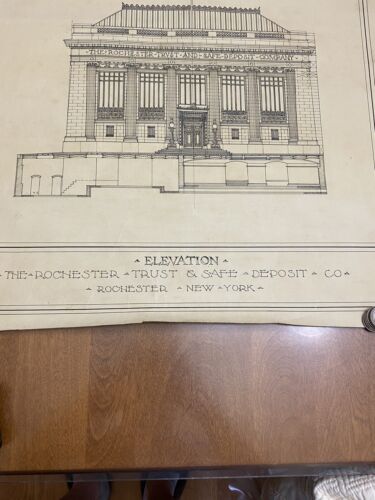 THE·ROCHESTER·TRUST·AND·SAFE·DEPOSIT·COMPANY·
·ELEVATION·
·THE·ROCHESTER·TRUST & SAFE·DEPOSIT·CO·
·ROCHESTER·NEW·YORK·